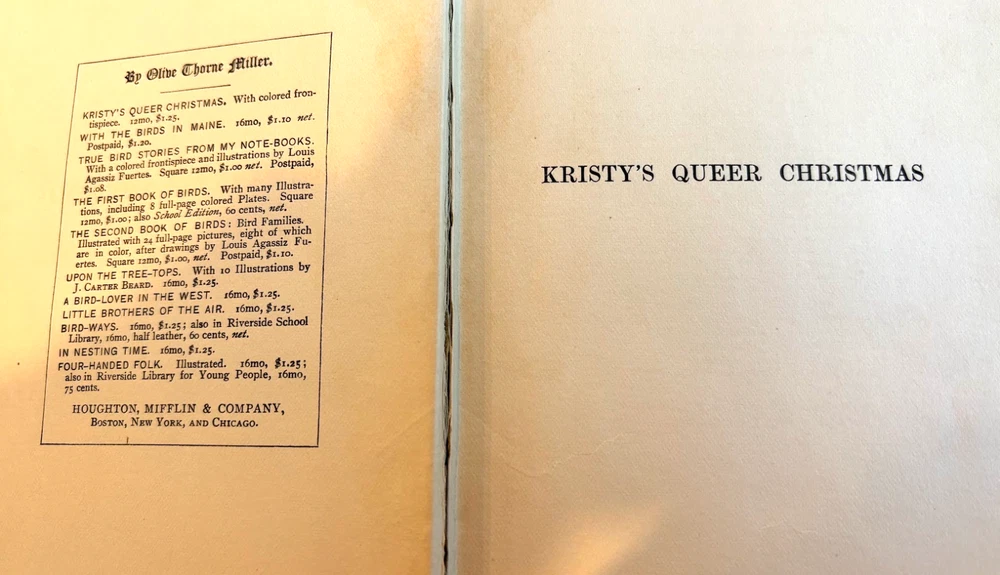 By Olive Thorne Miller.
KRISTY'S QUEER CHRISTMAS. With colored fron-
tispiece. 12mo, $1.25.
WITH THE BIRDS IN MAINE. 16mo, $1.10 net.
Postpaid, $1.20.
TRUE BIRD STORIES FROM MY NOTE-BOOKS.
With a colored frontispiece and illustrations by Louis
Agassiz Fuertes. Square 12mo, $1.00 net. Postpaid,
$1.08.
THE FIRST BOOK OF BIRDS. With many Illustra-
tions, including 8 full-page colored Plates. Square
12mo, $1.00; also School Edition, 60 cents, net.
THE SECOND BOOK OF BIRDS: Bird Families.
Illustrated with 24 full-page pictures, eight of which
are in color, after drawings by Louis Agassiz Fu-
ertes. Square 12mo, $1.00, net. Postpaid, $1.10.
UPON THE TREE-TOPS. With 10 Illustrations by
J. CARTER BEARD. 16mo, $1.25.
A BIRD-LOVER IN THE WEST. 16mo, $1.25.
LITTLE BROTHERS OF THE AIR. 16mo, $1.25.
BIRD-WAYS. 16mo, $1.25; also in Riverside School
Library, 16mo, half leather, 60 cents, net.
IN NESTING TIME. 16mo, $1.25.
FOUR-HANDED FOLK. Illustrated. 16mo, $1.25;
also in Riverside Library for Young People, 16mo,
75 cents.
HOUGHTON, MIFFLIN & COMPANY,
BOSTON, NEW YORK, AND CHICAGO.
KRISTY'S QUEER CHRISTMAS